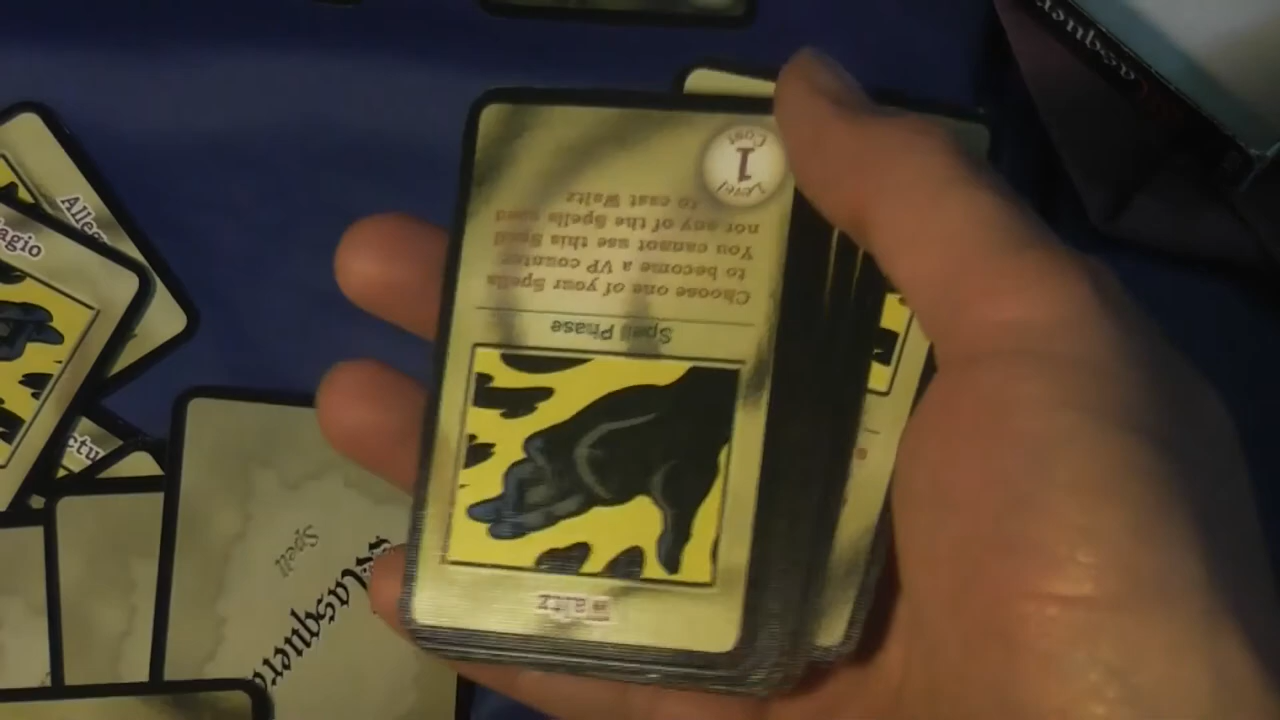 Waltz
Spell Phase
Choose one of your Spells
to become a VP counter
You cannot use this Spell
nor any of the Spells used
to cast Waltz
Level
1
Cost
Spell